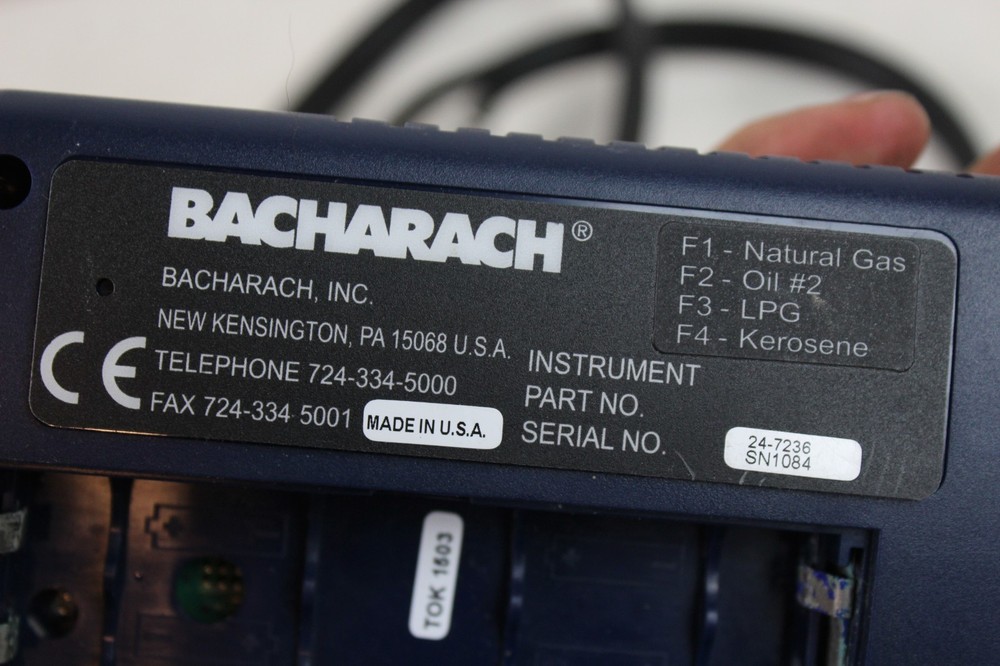 BACHARACH®
BACHARACH, INC.
NEW KENSINGTON, PA 15068 U.S.A.
TELEPHONE 724-334-5000
FAX 724-334 5001
MADE IN U.S.A.
CE
F1 - Natural Gas
F2 - Oil #2
F3 - LPG
F4 - Kerosene
INSTRUMENT
PART NO.
SERIAL NO.
24-7236
SN1084
TOK 1503